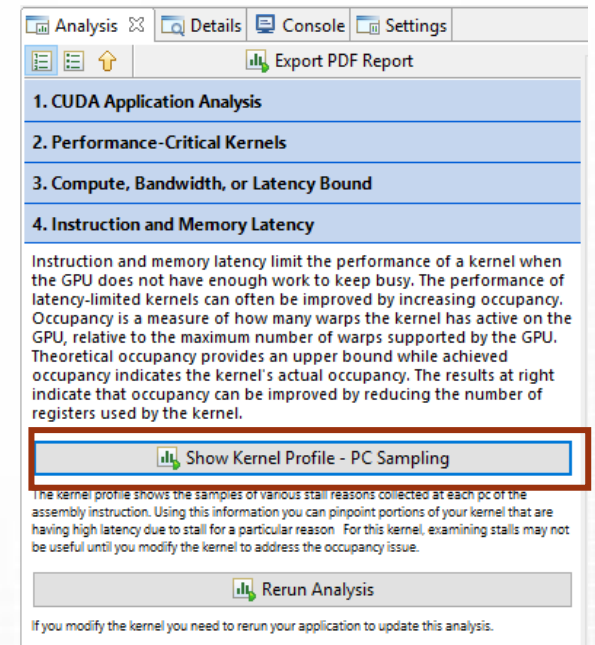 Analysis Details Console Settings
Export PDF Report
1. CUDA Application Analysis
2. Performance-Critical Kernels
3. Compute, Bandwidth, or Latency Bound
4. Instruction and Memory Latency
Instruction and memory latency limit the performance of a kernel when
the GPU does not have enough work to keep busy. The performance of
latency-limited kernels can often be improved by increasing occupancy.
Occupancy is a measure of how many warps the kernel has active on the
GPU, relative to the maximum number of warps supported by the GPU.
Theoretical occupancy provides an upper bound while achieved
occupancy indicates the kernel's actual occupancy. The results at right
indicate that occupancy can be improved by reducing the number of
registers used by the kernel.
Show Kernel Profile - PC Sampling
The kernel profile shows the samples of various stall reasons collected at each pc of the
assembly instruction. Using this information you can pinpoint portions of your kernel that are
having high latency due to stall for a particular reason For this kernel, examining stalls may not
be useful until you modify the kernel to address the occupancy issue.
Rerun Analysis
If you modify the kernel you need to rerun your application to update this analysis.